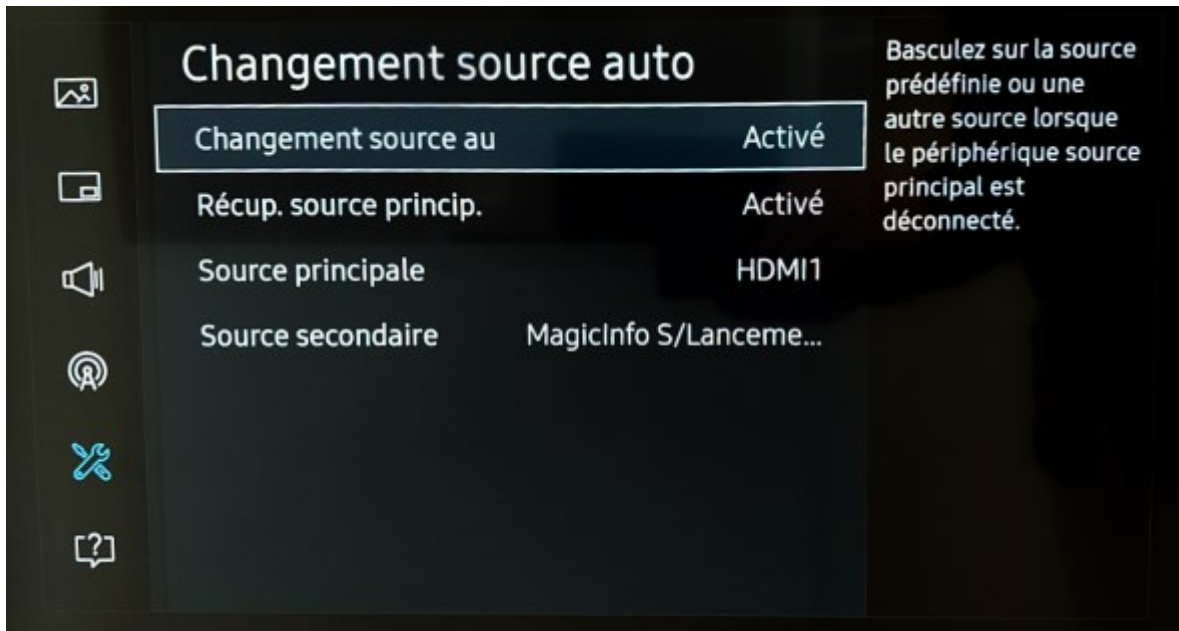 Changement source auto
Changement source au Activé
Récup. source princip. Activé
Source principale HDMI1
Source secondaire MagicInfo S/Lanceme...
Basculez sur la source
prédéfinie ou une
autre source lorsque
le périphérique source
principal est
déconnecté.